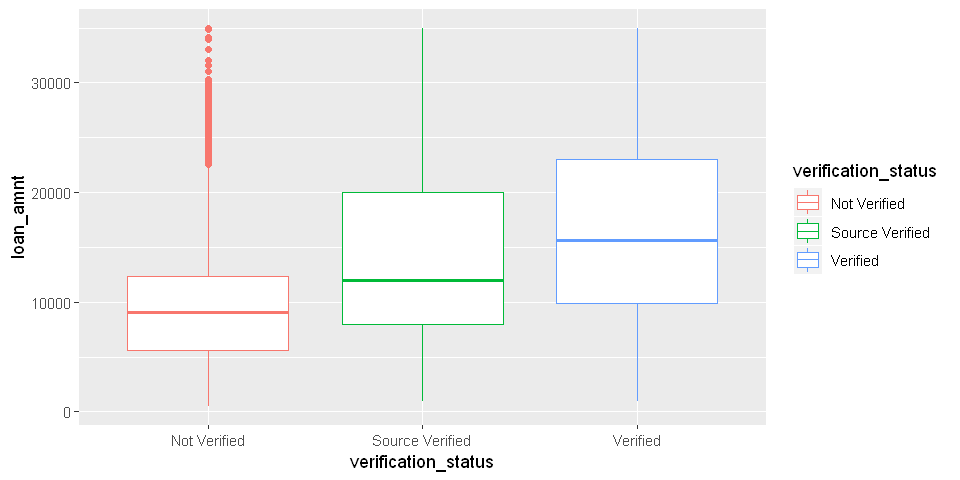 loan_amnt
30000
20000
10000
0
Not Verified
Source Verified
Verified
verification_status
verification_status
Not Verified
Source Verified
Verified